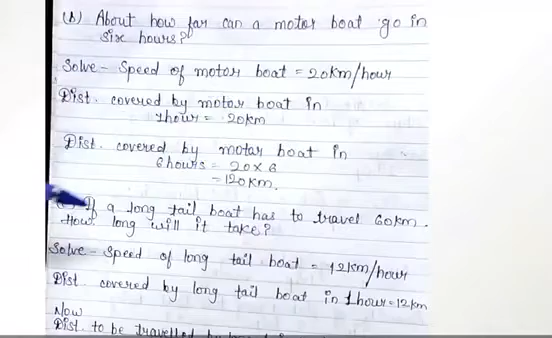 (b) About how far can a motor boat go in
six hours?
Solve - Speed of motor boat = 20km/hour
Dist. covered by motor boat in
1hour = 20km
Dist. covered by motor boat in
6 hours = 20 x 6
= 120 km.
If a long tail boat has to travel 60km.
How long will it take?
Solve - Speed of long tail boat = 12km/hour
Dist covered by long tail boat in 1 hour = 12km
Now
Dist. to be travelled by